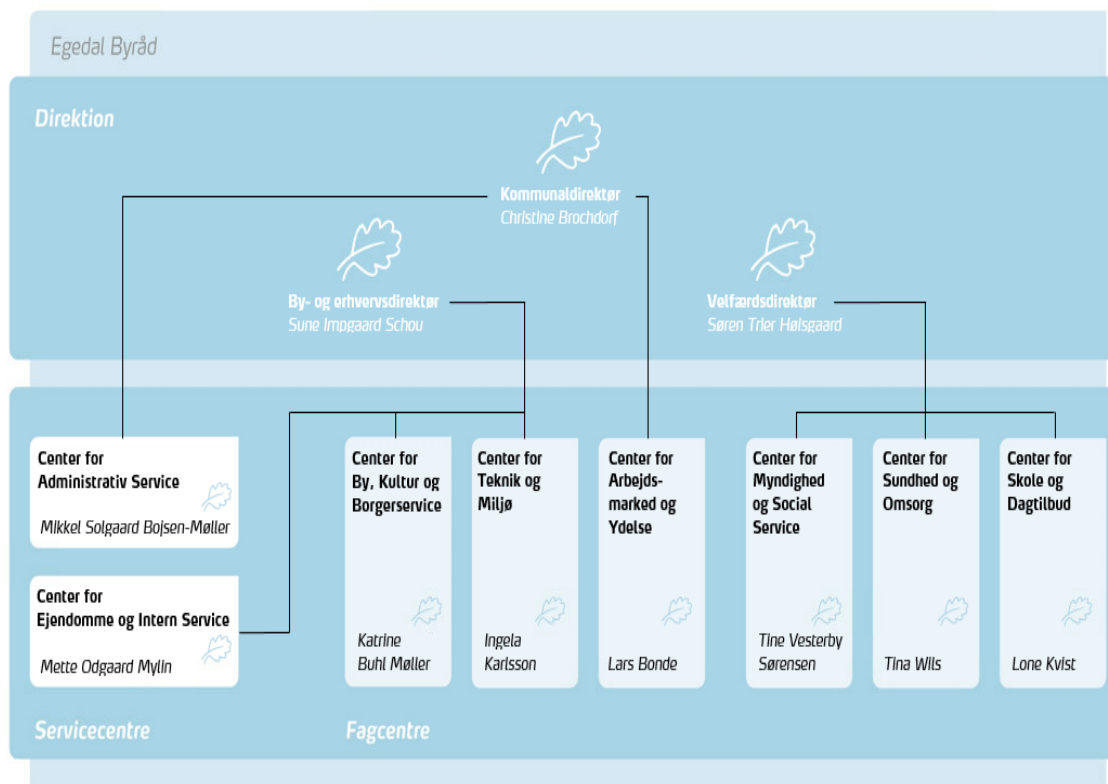 Egedal Byråd
Direktion
Kommunaldirektør
Christine Brochdorf
By- og erhvervsdirektør
Sune Impgaard Schou
Velfærdsdirektør
Søren Trier Højsgaard
Center for
Administrativ Service
Mikkel Solgaard Bojsen-Møller
Center for
Ejendomme og Intern Service
Mette Odgaard Mylin
Servicecentre
Center for
By, Kultur og
Borgerservice
Katrine
Buhl Møller
Center for
Teknik og
Miljø
Ingela
Karlsson
Center for
Arbejds-
marked og
Ydelse
Lars Bonde
Center for
Myndighed
og Social
Service
Tine Vesterby
Sørensen
Center for
Sundhed og
Omsorg
Tina Wils
Center for
Skole og
Dagtilbud
Lone Kvist
Fagcentre